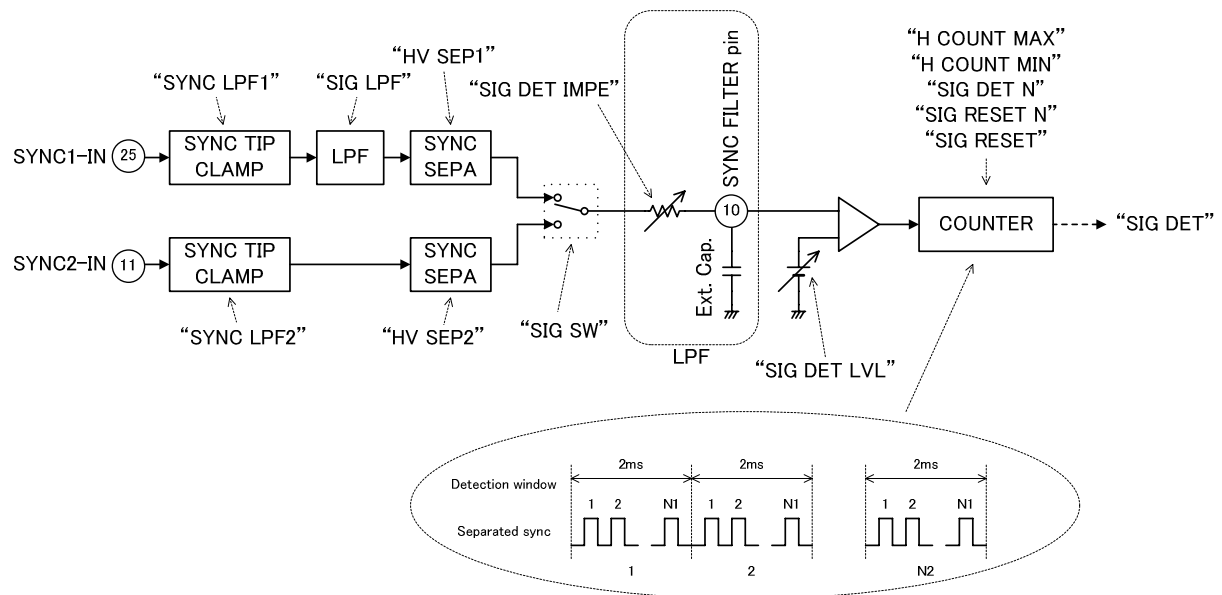 “H COUNT MAX”
“H COUNT MIN”
“SIG DET N”
“SIG RESET N”
“SIG RESET”
“HV SEP1”
“SYNC LPF1”
“SIG LPF”
“SIG DET IMPE”
SYNC FILTER pin
SYNC1-IN
25
SYNC TIP
CLAMP
LPF
SYNC
SEPA
10
COUNTER
“SIG DET”
SYNC2-IN
11
SYNC TIP
CLAMP
SYNC
SEPA
Ext. Cap.
“SYNC LPF2”
“HV SEP2”
“SIG SW”
LPF
“SIG DET LVL”
2ms
2ms
2ms
Detection window
1
2
N1
1
2
N1
1
2
N1
Separated sync
1
2
N2